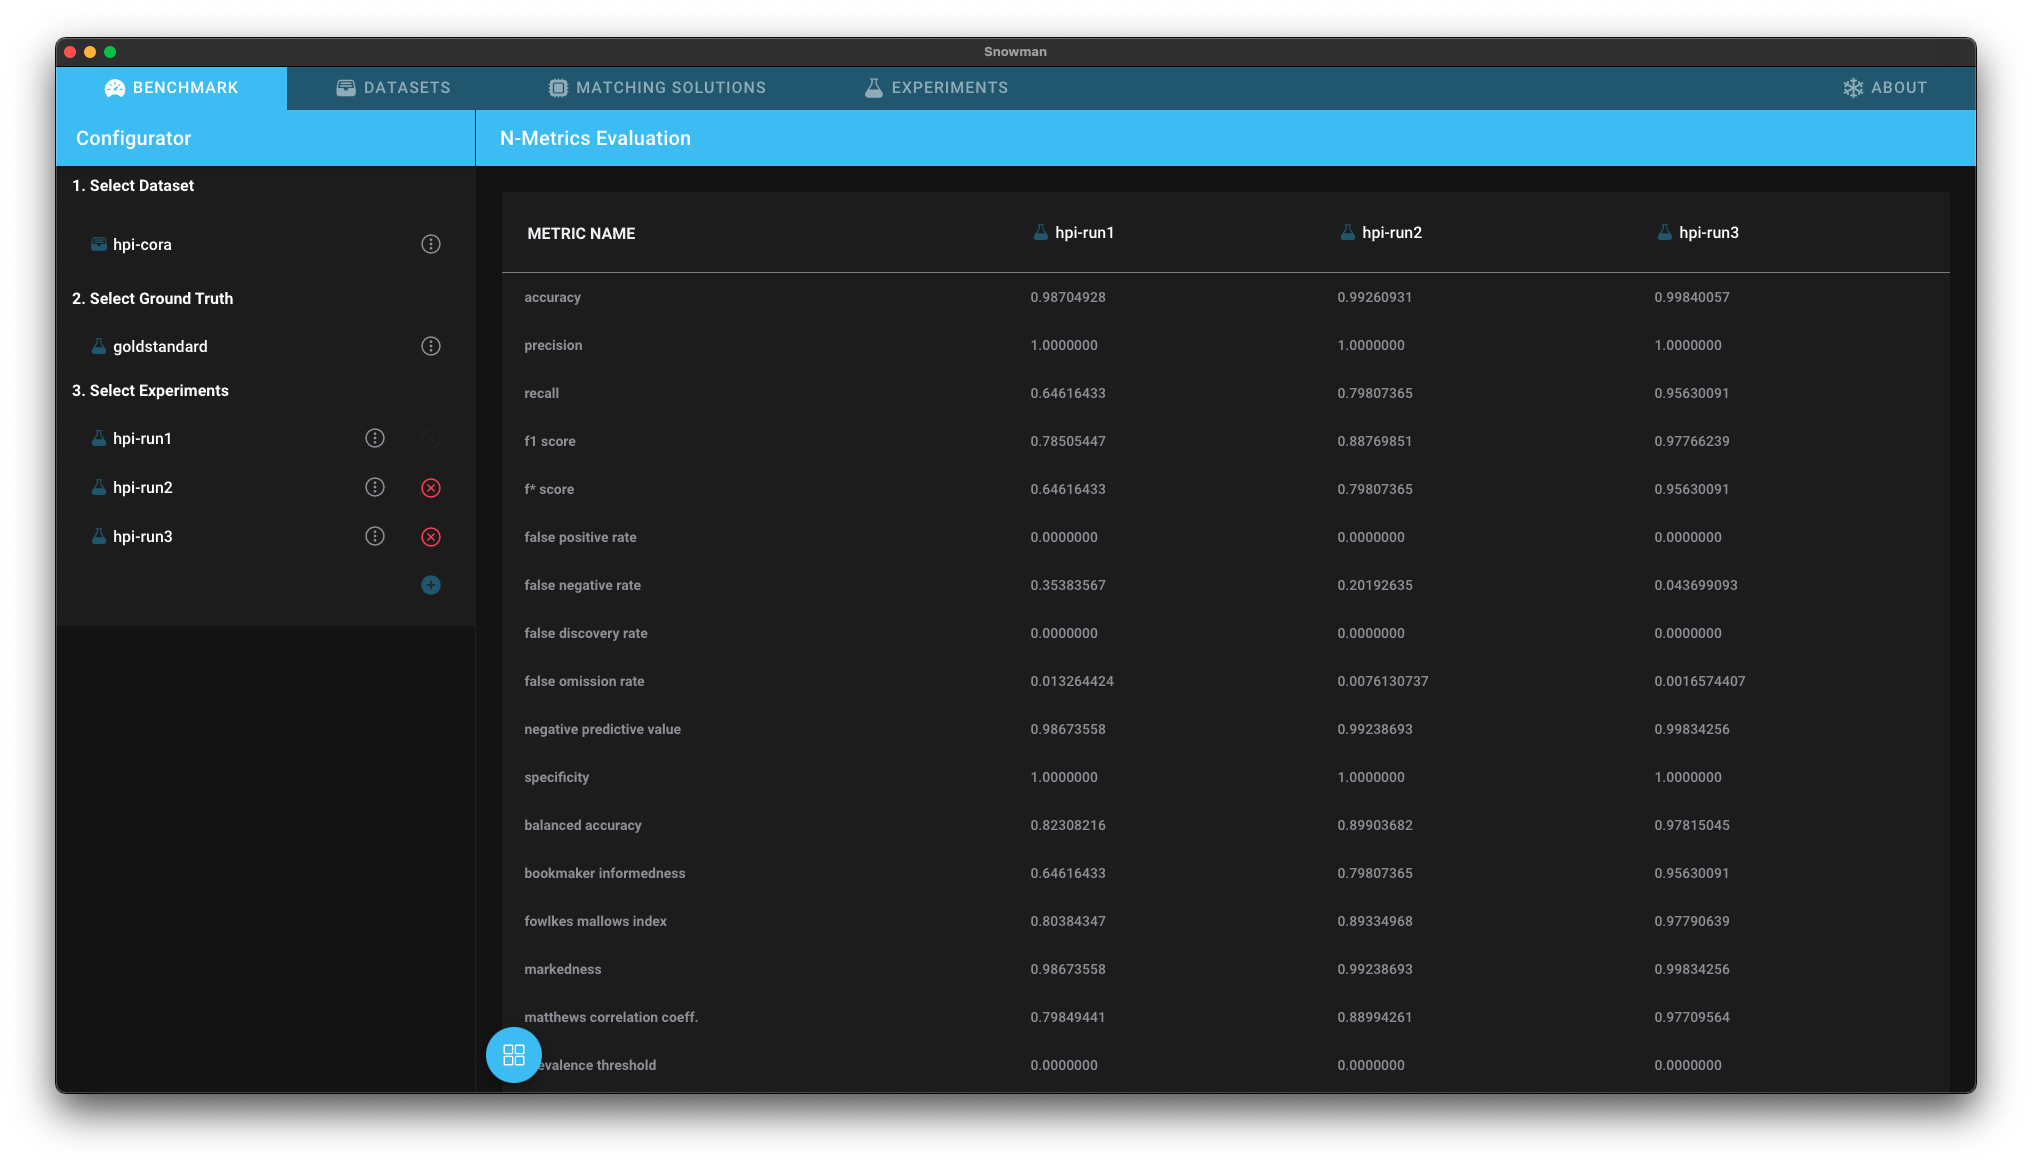 Snowman
BENCHMARK DATASETS MATCHING SOLUTIONS EXPERIMENTS ABOUT
Configurator
1. Select Dataset
hpi-cora
2. Select Ground Truth
goldstandard
3. Select Experiments
hpi-run1
hpi-run2
hpi-run3
N-Metrics Evaluation
METRIC NAME hpi-run1 hpi-run2 hpi-run3
accuracy 0.98704928 0.99260931 0.99840057
precision 1.0000000 1.0000000 1.0000000
recall 0.64616433 0.79807365 0.95630091
f1 score 0.78505447 0.88769851 0.97766239
f* score 0.64616433 0.79807365 0.95630091
false positive rate 0.0000000 0.0000000 0.0000000
false negative rate 0.35383567 0.20192635 0.043699093
false discovery rate 0.0000000 0.0000000 0.0000000
false omission rate 0.013264424 0.0076130737 0.0016574407
negative predictive value 0.98673558 0.99238693 0.99834256
specificity 1.0000000 1.0000000 1.0000000
balanced accuracy 0.82308216 0.89903682 0.97815045
bookmaker informedness 0.64616433 0.79807365 0.95630091
fowlkes mallows index 0.80384347 0.89334968 0.97790639
markedness 0.98673558 0.99238693 0.99834256
matthews correlation coeff. 0.79849441 0.88994261 0.97709564
evalence threshold 0.0000000 0.0000000 0.0000000